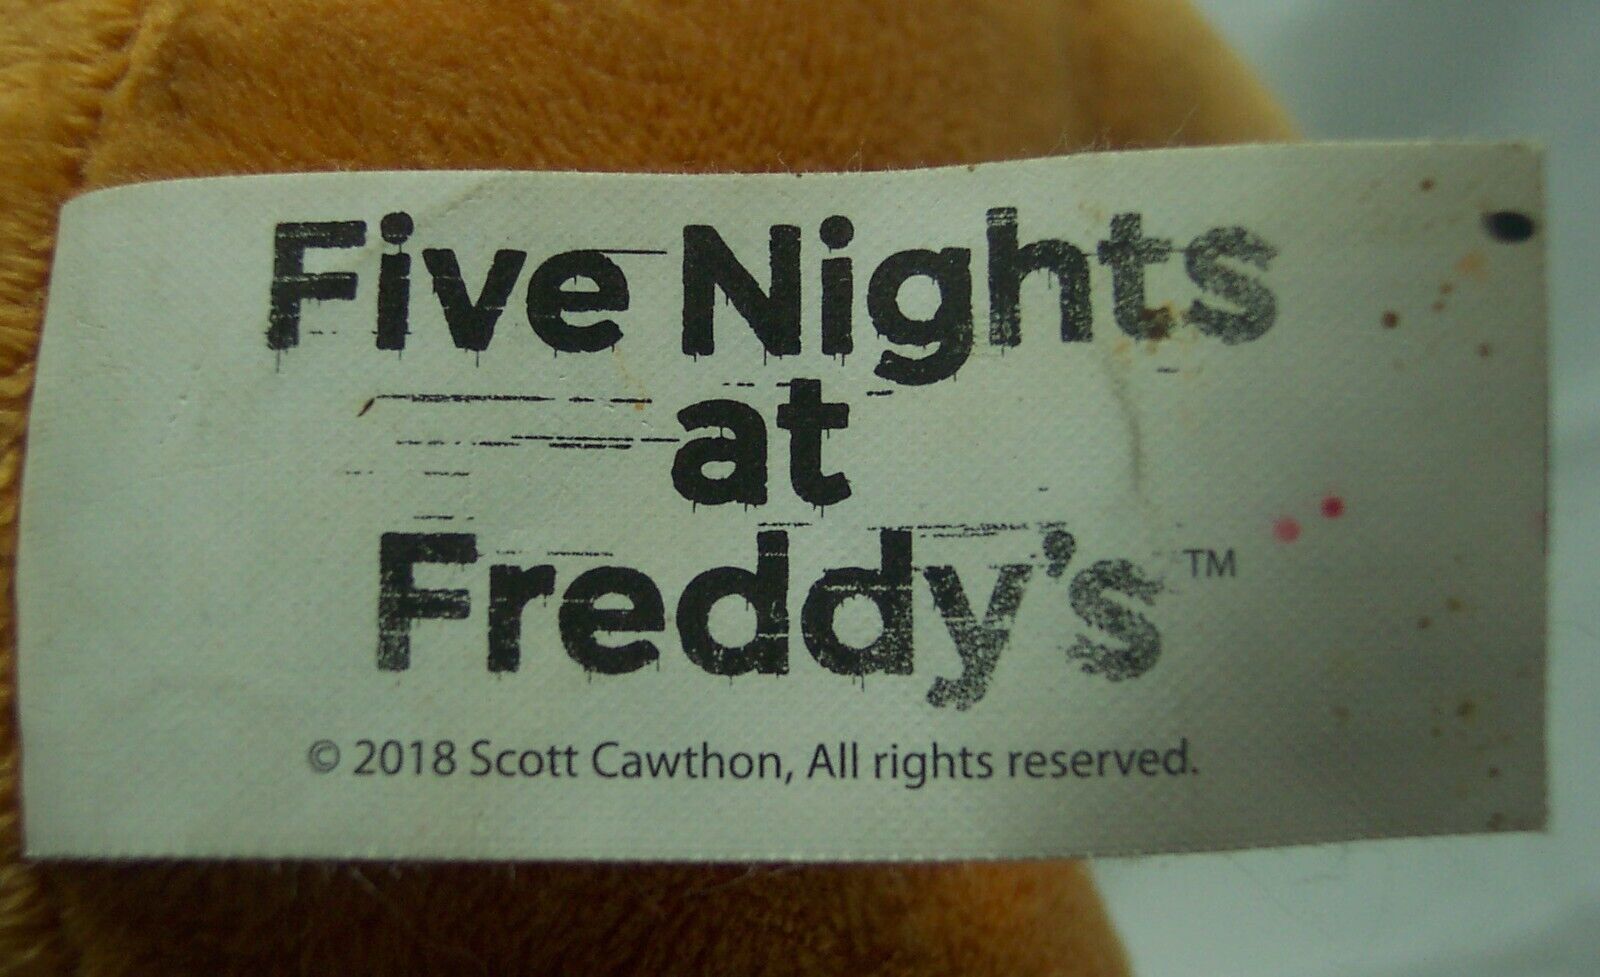 Five Nights
at
Freddy's™
© 2018 Scott Cawthon, All rights reserved.